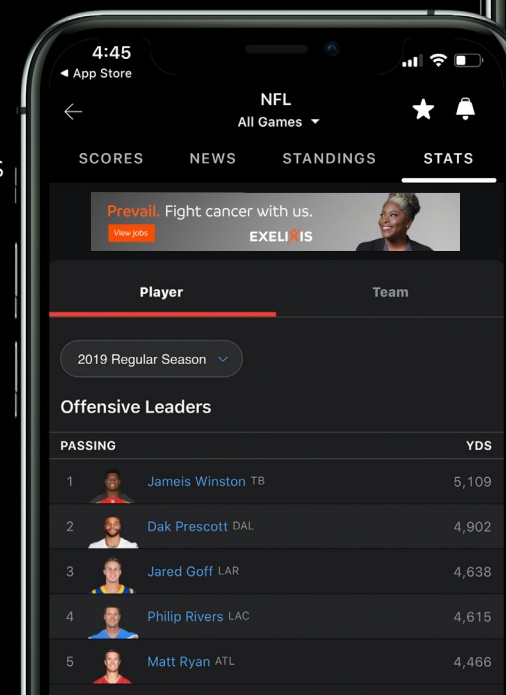 4:45
◀ App Store
NFL
All Games
SCORES NEWS STANDINGS STATS
Prevail. Fight cancer with us.
View jobs
EXELIXIS
Player Team
2019 Regular Season
Offensive Leaders
PASSING YDS
1 Jameis Winston TB 5,109
2 Dak Prescott DAL 4,902
3 Jared Goff LAR 4,638
4 Philip Rivers LAC 4,615
5 Matt Ryan ATL 4,466